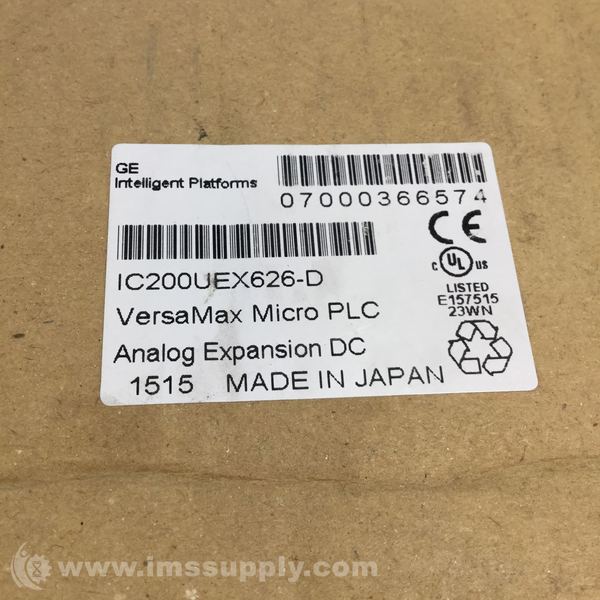 GE
Intelligent Platforms
07000366574
CE
c UL US
LISTED
E157515
23WN
IC200UEX626-D
VersaMax Micro PLC
Analog Expansion DC
1515 MADE IN JAPAN
www.imssupply.com